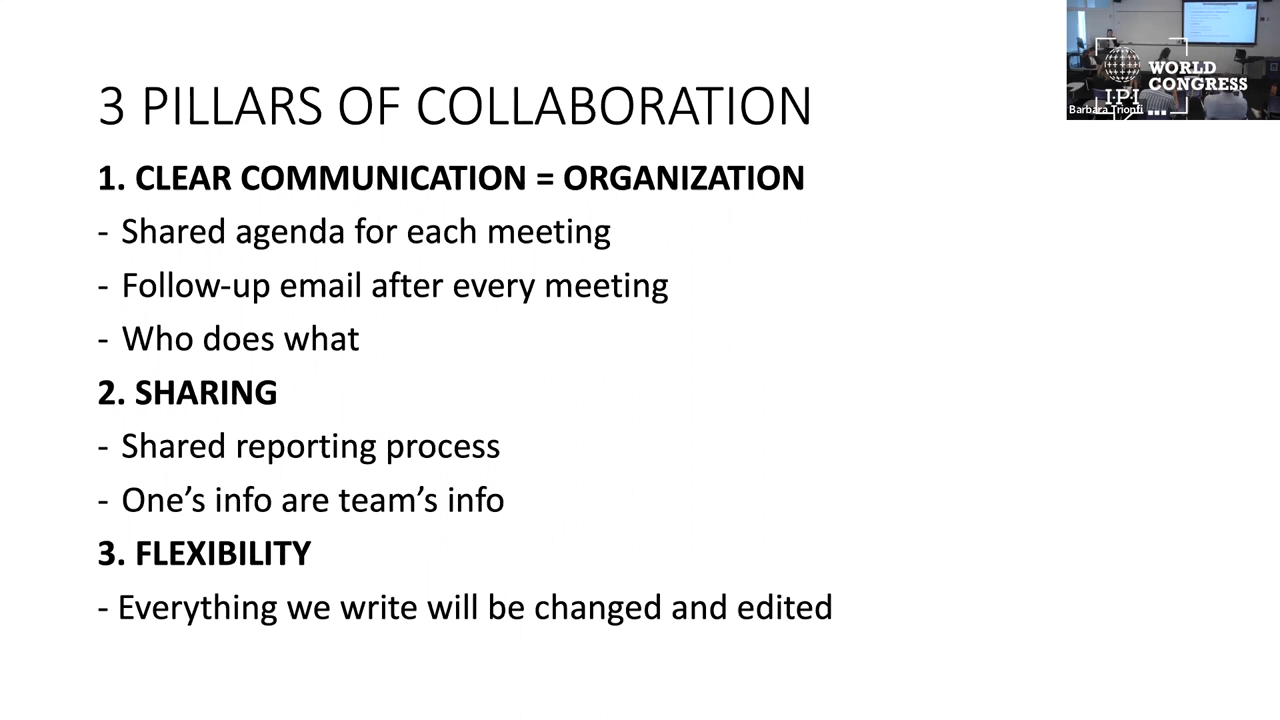 3 PILLARS OF COLLABORATION
1. CLEAR COMMUNICATION = ORGANIZATION
- Shared agenda for each meeting
- Follow-up email after every meeting
- Who does what
2. SHARING
- Shared reporting process
- One’s info are team’s info
3. FLEXIBILITY
- Everything we write will be changed and edited
WORLD
CONGRESS
I·P·I
Barbara Trionfi